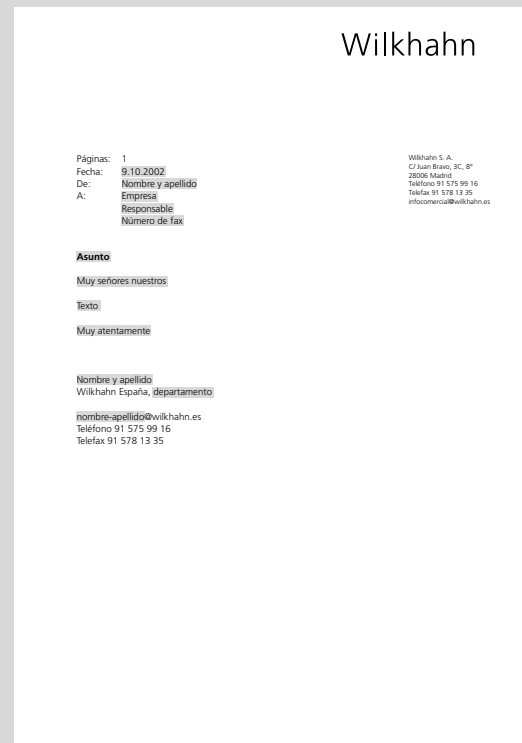 Wilkhahn
Páginas: 1
Fecha: 9.10.2002
De: Nombre y apellido
A: Empresa
Responsable
Número de fax
Wilkhahn S. A.
C/ Juan Bravo, 3C, 8º
28006 Madrid
Teléfono 91 575 99 16
Telefax 91 578 13 35
infocomercial@wilkhahn.es
Asunto
Muy señores nuestros
Texto
Muy atentamente
Nombre y apellido
Wilkhahn España, departamento
nombre-apellido@wilkhahn.es
Teléfono 91 575 99 16
Telefax 91 578 13 35